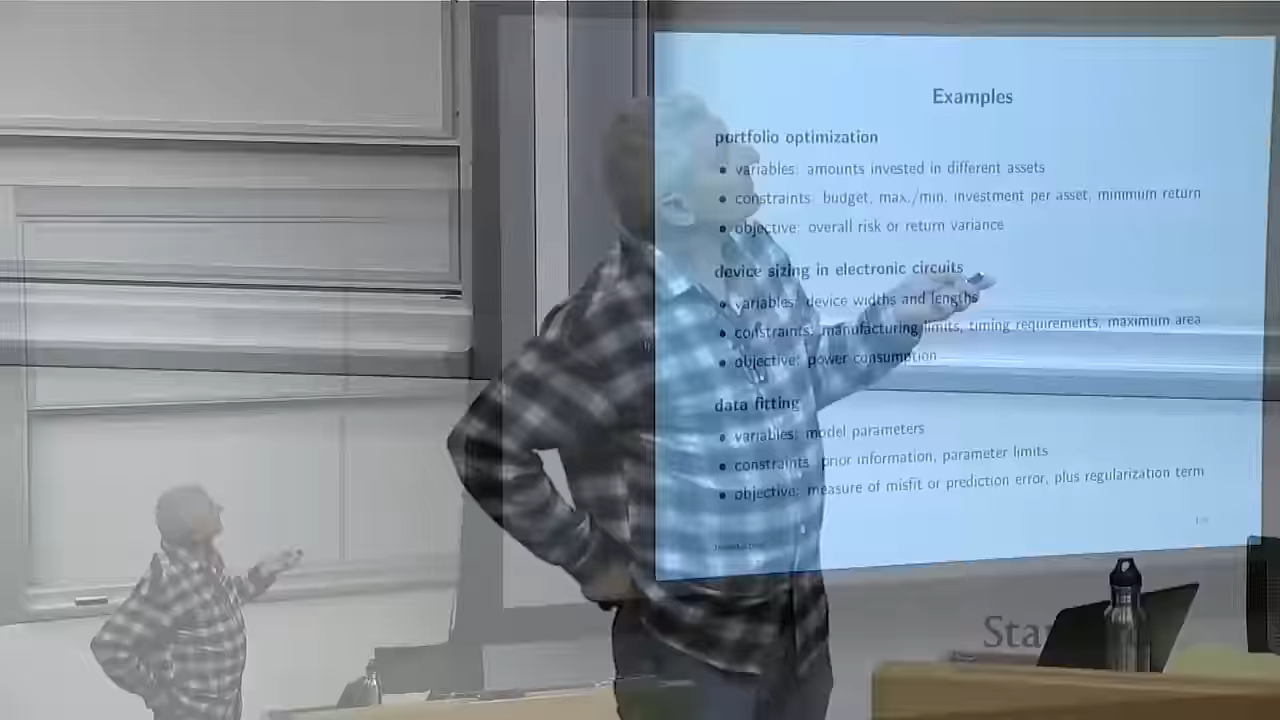 Examples
portfolio optimization
• variables: amounts invested in different assets
• constraints: budget, max./min. investment per asset, minimum return
• objective: overall risk or return variance
device sizing in electronic circuits
• variables: device widths and lengths
• constraints: manufacturing limits, timing requirements, maximum area
• objective: power consumption
data fitting
• variables: model parameters
• constraints: prior information, parameter limits
• objective: measure of misfit or prediction error, plus regularization term
Introduction